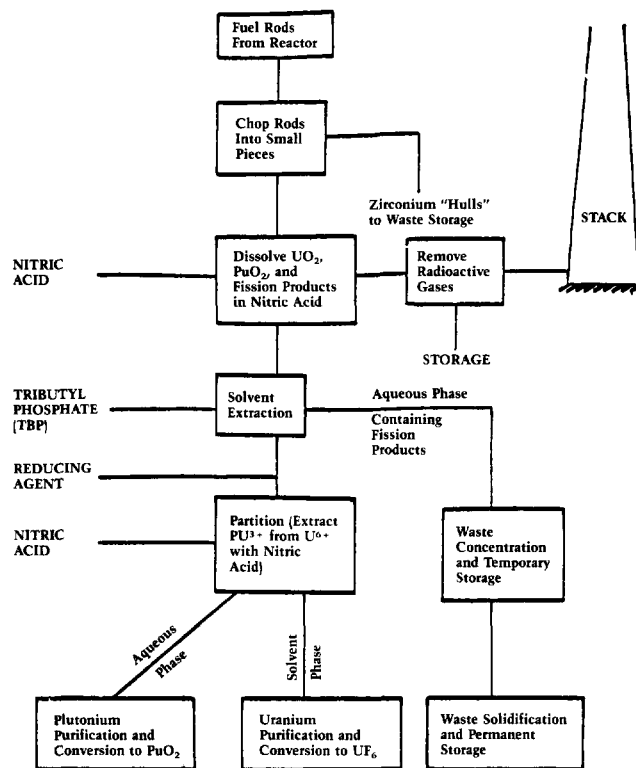 Fuel Rods
From Reactor
Chop Rods
Into Small
Pieces
Zirconium "Hulls"
to Waste Storage
STACK
NITRIC
ACID
Dissolve UO₂,
PuO₂, and
Fission Products
in Nitric Acid
Remove
Radioactive
Gases
STORAGE
TRIBUTYL
PHOSPHATE
(TBP)
Solvent
Extraction
Aqueous Phase
Containing
Fission
Products
REDUCING
AGENT
NITRIC
ACID
Partition (Extract
PU³⁺ from U⁶⁺
with Nitric
Acid)
Waste
Concentration
and Temporary
Storage
Aqueous
Phase
Solvent
Phase
Plutonium
Purification and
Conversion to PuO₂
Uranium
Purification and
Conversion to UF₆
Waste Solidification
and Permanent
Storage